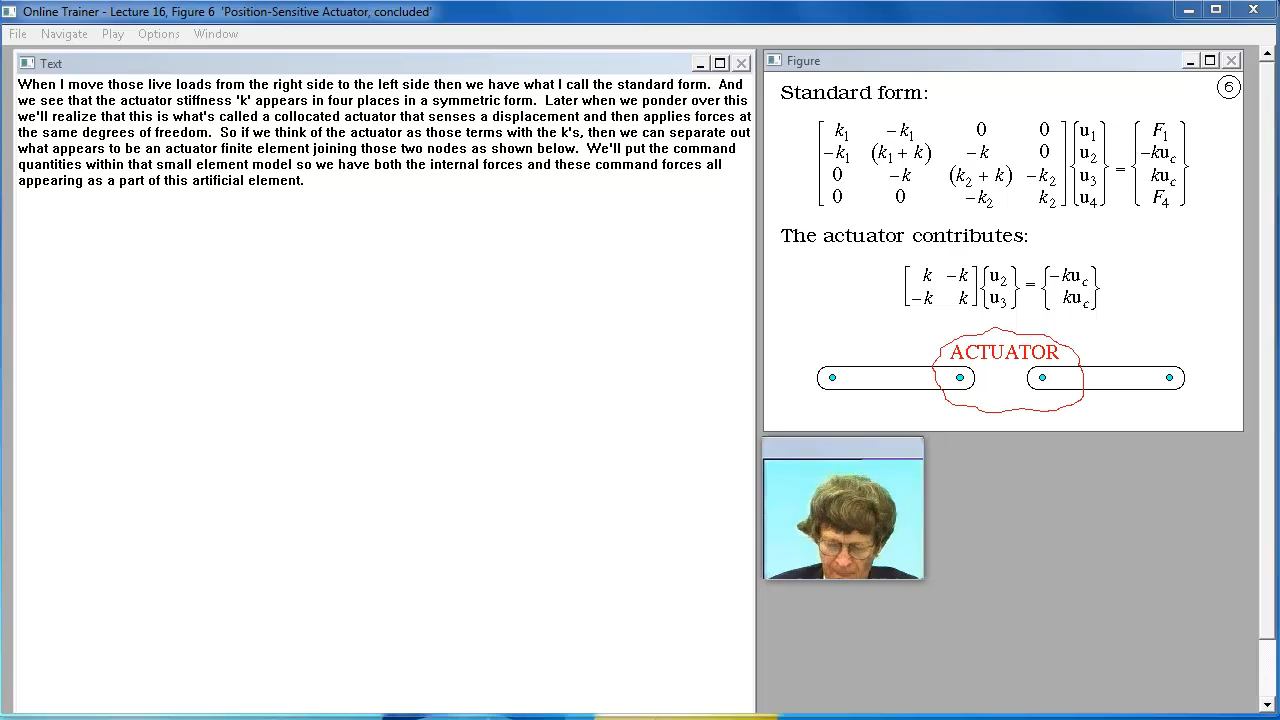 Online Trainer - Lecture 16, Figure 6 'Position-Sensitive Actuator, concluded'
File Navigate Play Options Window
Text
When I move those live loads from the right side to the left side then we have what I call the standard form. And
we see that the actuator stiffness 'k' appears in four places in a symmetric form. Later when we ponder over this
we'll realize that this is what's called a collocated actuator that senses a displacement and then applies forces at
the same degrees of freedom. So if we think of the actuator as those terms with the k's, then we can separate out
what appears to be an actuator finite element joining those two nodes as shown below. We'll put the command
quantities within that small element model so we have both the internal forces and these command forces all
appearing as a part of this artificial element.
Figure
6
Standard form:
k₁ −k₁ 0 0 u₁ F₁
−k₁ (k₁ + k) −k 0 u₂ −ku_c
0 −k (k₂ + k) −k₂ u₃ = ku_c
0 0 −k₂ k₂ u₄ F₄
The actuator contributes:
k −k u₂ = −ku_c
−k k u₃ ku_c
ACTUATOR